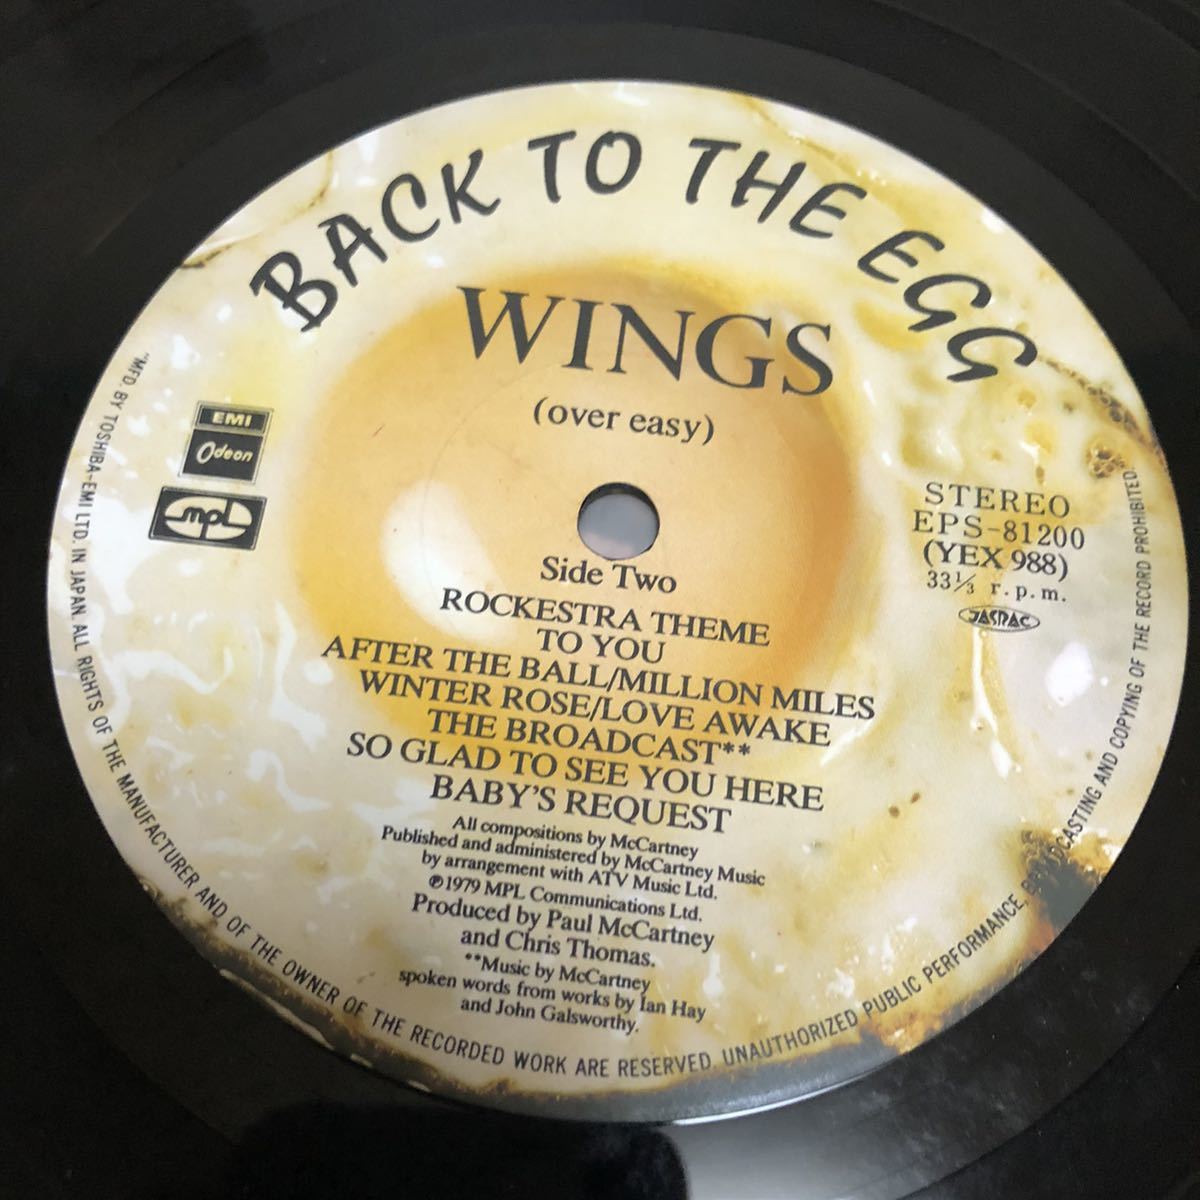 BACK TO THE EGG
WINGS
(over easy)
EMI
Odeon
mpl
STEREO
EPS-81200
(YEX 988)
33⅓ r.p.m.
JASRAC
Side Two
ROCKESTRA THEME
TO YOU
AFTER THE BALL/MILLION MILES
WINTER ROSE/LOVE AWAKE
THE BROADCAST**
SO GLAD TO SEE YOU HERE
BABY'S REQUEST
All compositions by McCartney
Published and administered by McCartney Music
by arrangement with ATV Music Ltd.
℗1979 MPL Communications Ltd.
Produced by Paul McCartney
and Chris Thomas.
**Music by McCartney
spoken words from works by Ian Hay
and John Galsworthy.
"MFD. BY TOSHIBA-EMI LTD. IN JAPAN. ALL RIGHTS OF THE MANUFACTURER AND OF THE OWNER OF THE RECORDED WORK ARE RESERVED. UNAUTHORIZED PUBLIC PERFORMANCE, BROADCASTING AND COPYING OF THE RECORD PROHIBITED.